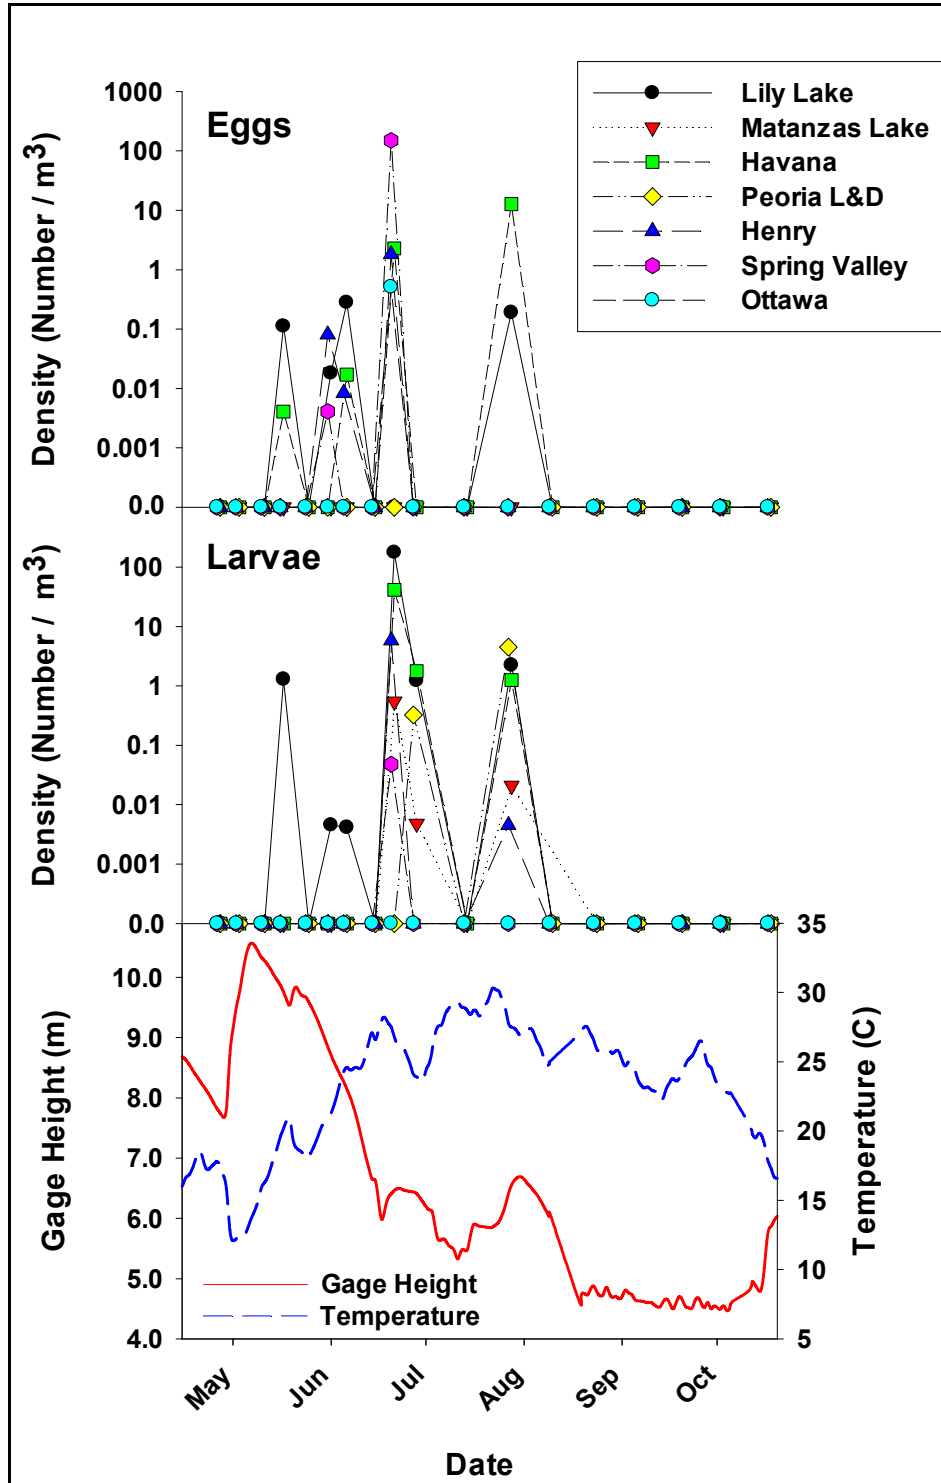 Eggs
Density (Number / m³)
1000
100
10
1
0.1
0.01
0.001
0.0
Lily Lake
Matanzas Lake
Havana
Peoria L&D
Henry
Spring Valley
Ottawa
Larvae
Density (Number / m³)
100
10
1
0.1
0.01
0.001
0.0
Gage Height (m)
10.0
9.0
8.0
7.0
6.0
5.0
4.0
Gage Height
Temperature
35
30
25
20
15
10
5
Temperature (C)
May Jun Jul Aug Sep Oct
Date